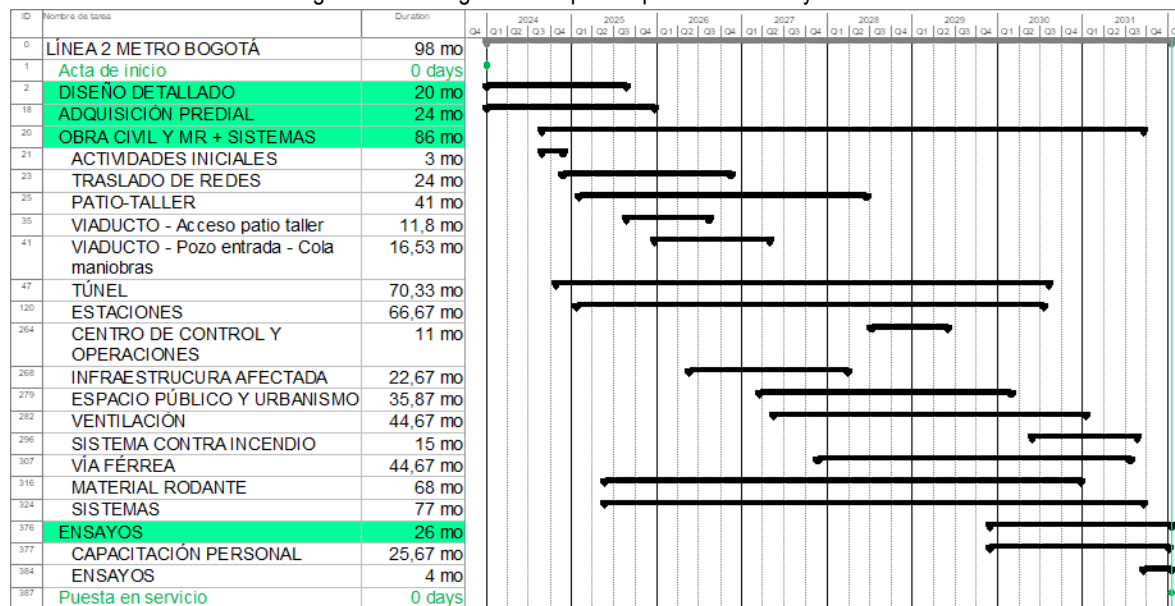 ID Nombre de tarea Duration 2024 2025 2026 2027 2028 2029 2030 2031
Q4 Q1 Q2 Q3 Q4 Q1 Q2 Q3 Q4 Q1 Q2 Q3 Q4 Q1 Q2 Q3 Q4 Q1 Q2 Q3 Q4 Q1 Q2 Q3 Q4 Q1 Q2 Q3 Q4 Q1 Q2 Q3 Q4
0 LÍNEA 2 METRO BOGOTÁ 98 mo
1 Acta de inicio 0 days
2 DISEÑO DETALLADO 20 mo
18 ADQUISICIÓN PREDIAL 24 mo
20 OBRA CIVIL Y MR + SISTEMAS 86 mo
21 ACTIVIDADES INICIALES 3 mo
23 TRASLADO DE REDES 24 mo
25 PATIO-TALLER 41 mo
35 VIADUCTO - Acceso patio taller 11,8 mo
41 VIADUCTO - Pozo entrada - Cola 16,53 mo
maniobras
47 TÚNEL 70,33 mo
120 ESTACIONES 66,67 mo
264 CENTRO DE CONTROL Y 11 mo
OPERACIONES
268 INFRAESTRUCURA AFECTADA 22,67 mo
279 ESPACIO PÚBLICO Y URBANISMO 35,87 mo
282 VENTILACIÓN 44,67 mo
296 SISTEMA CONTRA INCENDIO 15 mo
307 VÍA FÉRREA 44,67 mo
316 MATERIAL RODANTE 68 mo
324 SISTEMAS 77 mo
376 ENSAYOS 26 mo
377 CAPACITACIÓN PERSONAL 25,67 mo
384 ENSAYOS 4 mo
387 Puesta en servicio 0 days